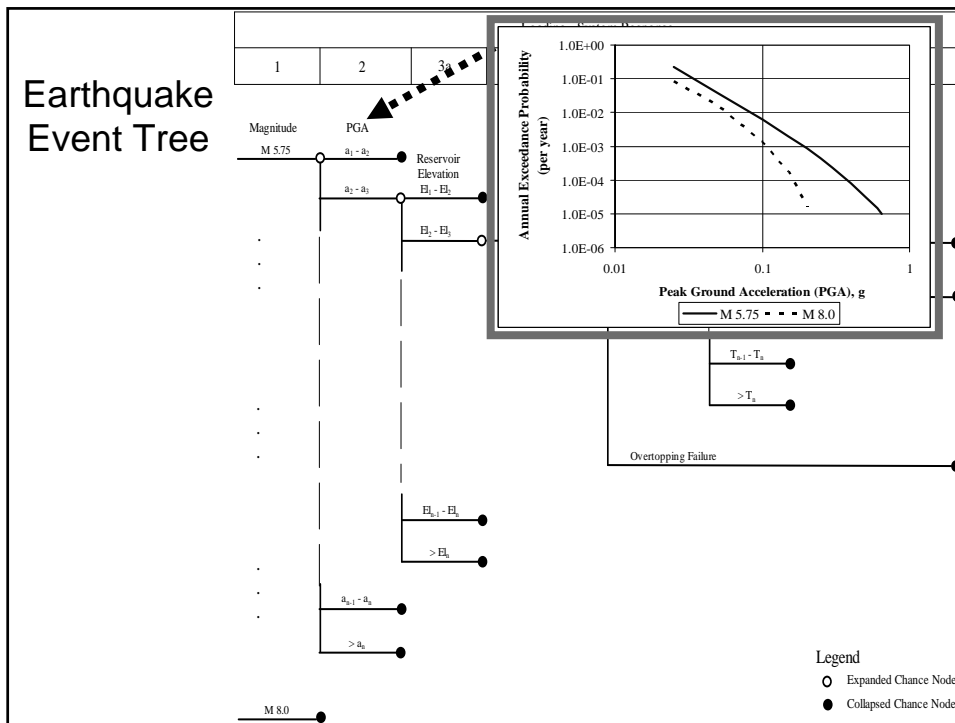 Earthquake
Event Tree
1
2
3a
Magnitude
PGA
M 5.75
a1 - a2
Reservoir
Elevation
a2 - a3
El1 - El2
El2 - El3
.
.
.
.
.
.
.
.
.
Eln-1 - Eln
> Eln
an-1 - an
> an
M 8.0
Annual Exceedance Probability
(per year)
1.0E+00
1.0E-01
1.0E-02
1.0E-03
1.0E-04
1.0E-05
1.0E-06
0.01
0.1
1
Peak Ground Acceleration (PGA), g
M 5.75
M 8.0
Tn-1 - Tn
> Tn
Overtopping Failure
Legend
Expanded Chance Node
Collapsed Chance Node